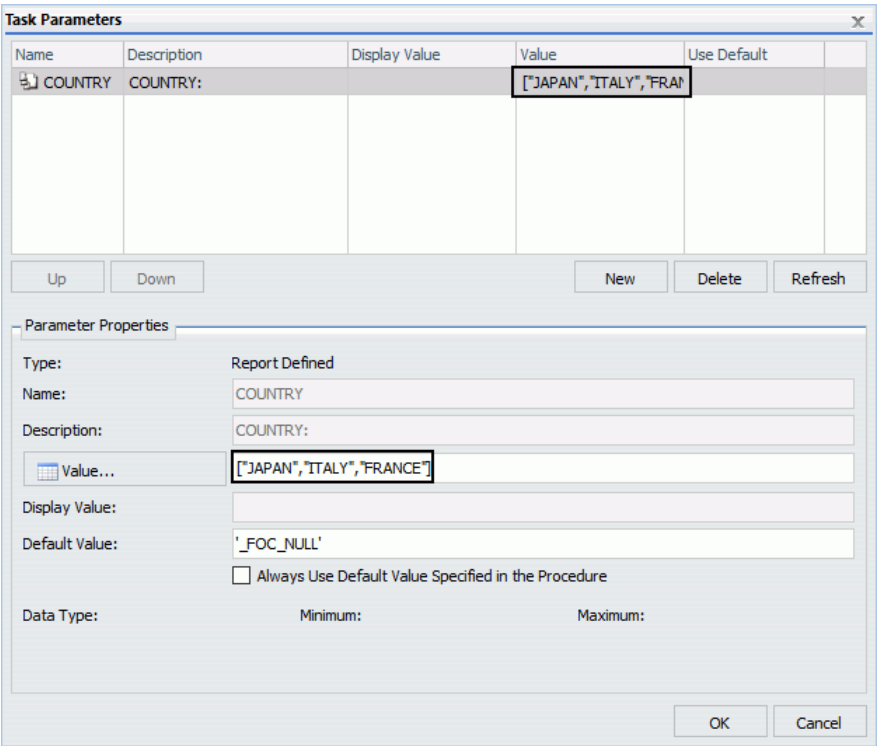 Task Parameters
Name Description Display Value Value Use Default
COUNTRY COUNTRY: ["JAPAN","ITALY","FRAN
Up Down New Delete Refresh
Parameter Properties
Type: Report Defined
Name: COUNTRY
Description: COUNTRY:
Value... ["JAPAN","ITALY","FRANCE"]
Display Value:
Default Value: '_FOC_NULL'
Always Use Default Value Specified in the Procedure
Data Type: Minimum: Maximum:
OK Cancel